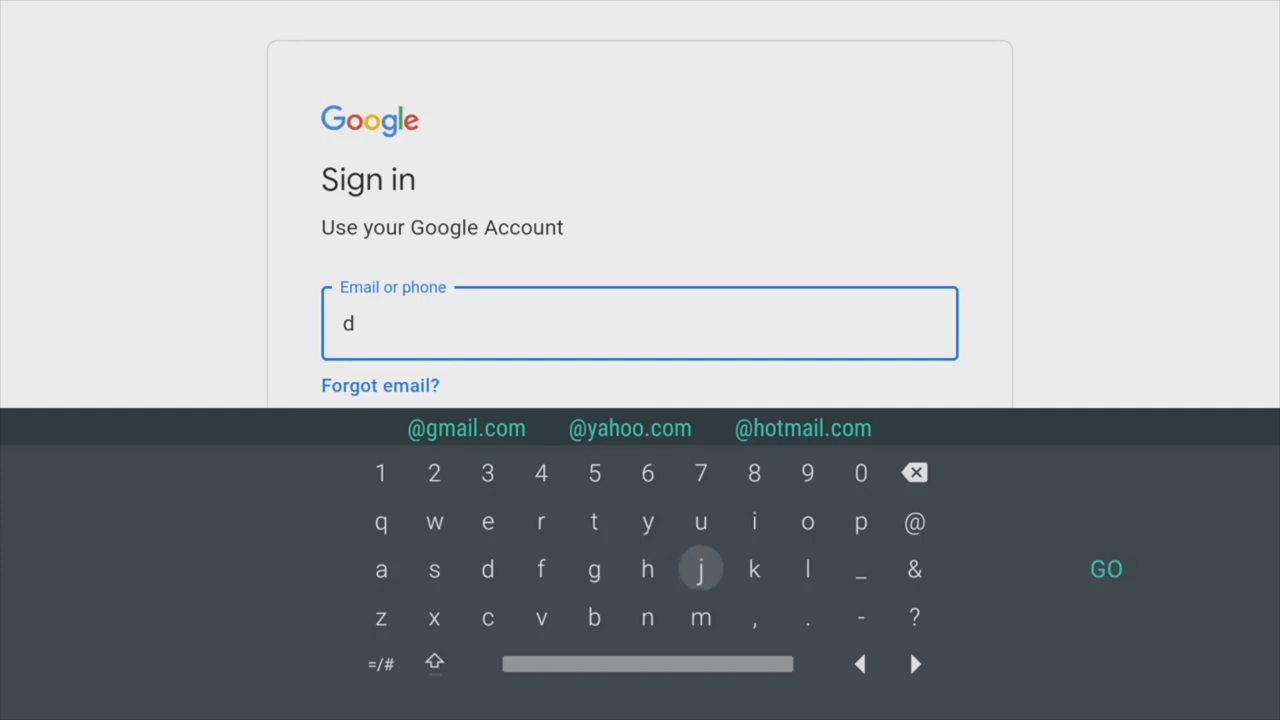 Google
Sign in
Use your Google Account
Email or phone
d
Forgot email?
@gmail.com @yahoo.com @hotmail.com
1 2 3 4 5 6 7 8 9 0
q w e r t y u i o p @
a s d f g h j k l _ & GO
z x c v b n m , . - ?
=/#